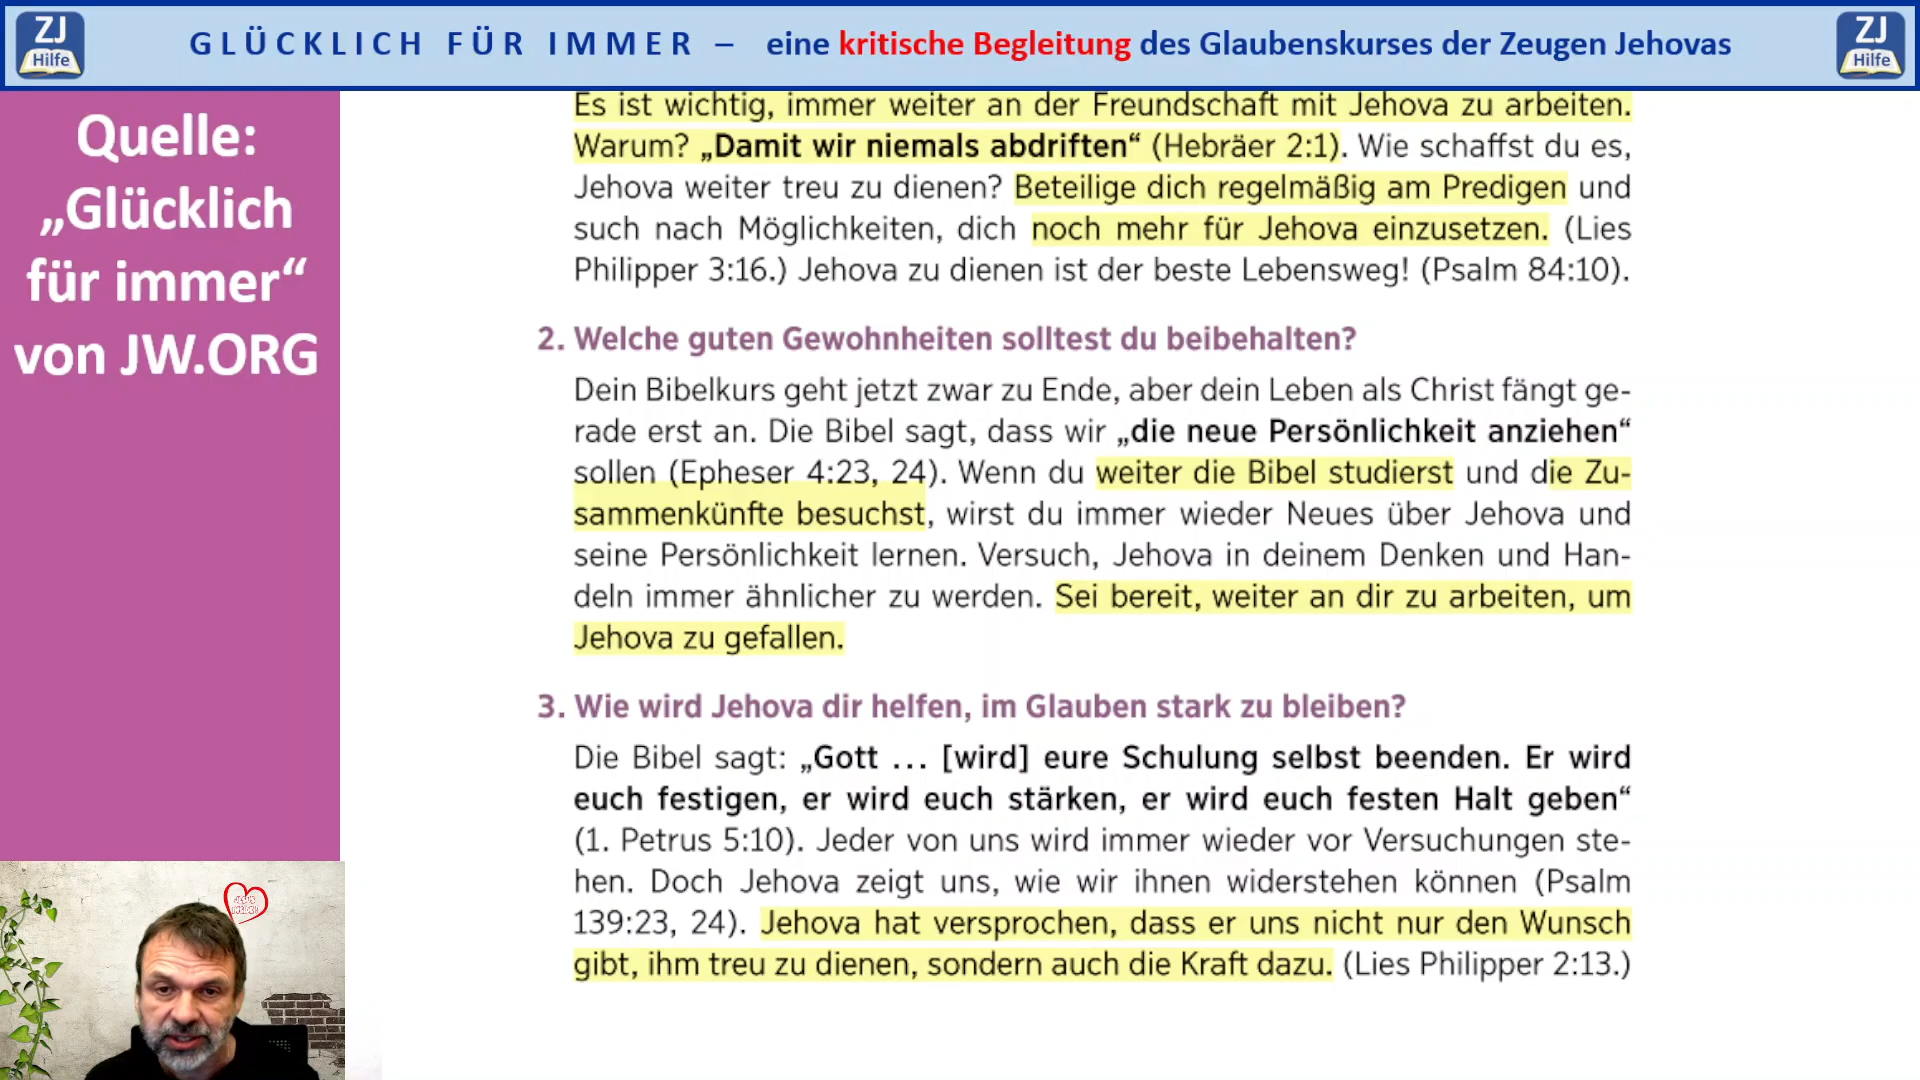 ZJ
Hilfe
GLÜCKLICH FÜR IMMER – eine kritische Begleitung des Glaubenskurses der Zeugen Jehovas
ZJ
Hilfe
Quelle:
„Glücklich
für immer“
von JW.ORG
Es ist wichtig, immer weiter an der Freundschaft mit Jehova zu arbeiten.
Warum? „Damit wir niemals abdriften“ (Hebräer 2:1). Wie schaffst du es,
Jehova weiter treu zu dienen? Beteilige dich regelmäßig am Predigen und
such nach Möglichkeiten, dich noch mehr für Jehova einzusetzen. (Lies
Philipper 3:16.) Jehova zu dienen ist der beste Lebensweg! (Psalm 84:10).
2. Welche guten Gewohnheiten solltest du beibehalten?
Dein Bibelkurs geht jetzt zwar zu Ende, aber dein Leben als Christ fängt ge-
rade erst an. Die Bibel sagt, dass wir „die neue Persönlichkeit anziehen“
sollen (Epheser 4:23, 24). Wenn du weiter die Bibel studierst und die Zu-
sammenkünfte besuchst, wirst du immer wieder Neues über Jehova und
seine Persönlichkeit lernen. Versuch, Jehova in deinem Denken und Han-
deln immer ähnlicher zu werden. Sei bereit, weiter an dir zu arbeiten, um
Jehova zu gefallen.
3. Wie wird Jehova dir helfen, im Glauben stark zu bleiben?
Die Bibel sagt: „Gott ... [wird] eure Schulung selbst beenden. Er wird
euch festigen, er wird euch stärken, er wird euch festen Halt geben“
(1. Petrus 5:10). Jeder von uns wird immer wieder vor Versuchungen ste-
hen. Doch Jehova zeigt uns, wie wir ihnen widerstehen können (Psalm
139:23, 24). Jehova hat versprochen, dass er uns nicht nur den Wunsch
gibt, ihm treu zu dienen, sondern auch die Kraft dazu. (Lies Philipper 2:13.)